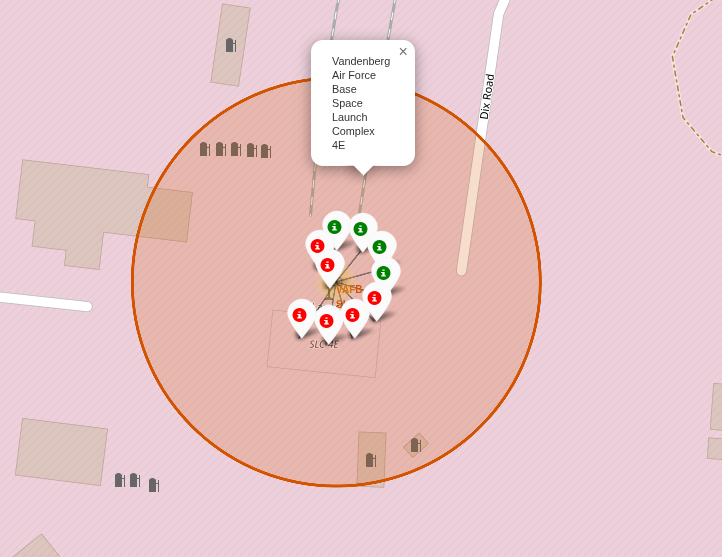 Vandenberg
Air Force
Base
Space
Launch
Complex
4E
×
Dix Road
VAFB
SLC-4E